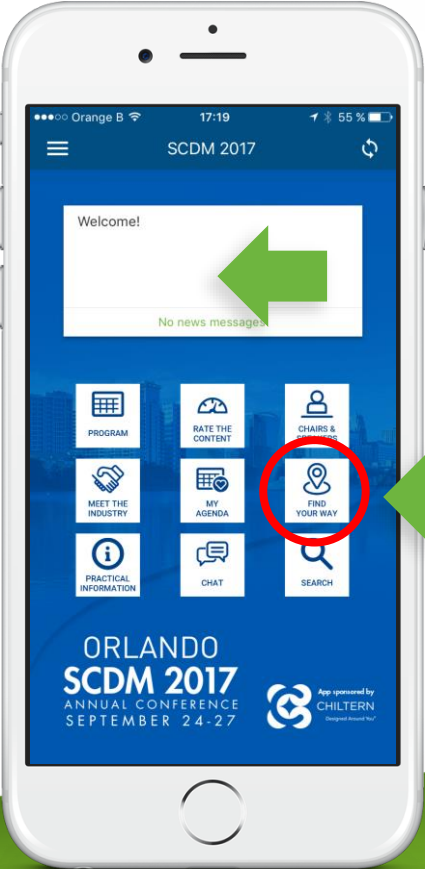 Orange B 17:19 55 %
SCDM 2017
Welcome!
No news messages
PROGRAM
RATE THE
CONTENT
CHAIRS &
SPEAKERS
MEET THE
INDUSTRY
MY
AGENDA
FIND
YOUR WAY
PRACTICAL
INFORMATION
CHAT
SEARCH
ORLANDO
SCDM 2017
ANNUAL CONFERENCE
SEPTEMBER 24-27
App sponsored by
CHILTERN
Designed Around You®